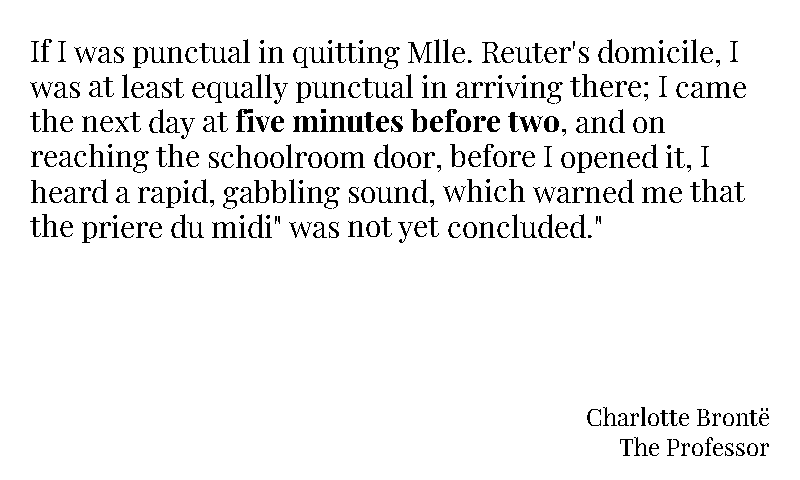 If I was punctual in quitting Mlle. Reuter's domicile, I
was at least equally punctual in arriving there; I came
the next day at five minutes before two, and on
reaching the schoolroom door, before I opened it, I
heard a rapid, gabbling sound, which warned me that
the priere du midi" was not yet concluded."
Charlotte Brontë
The Professor